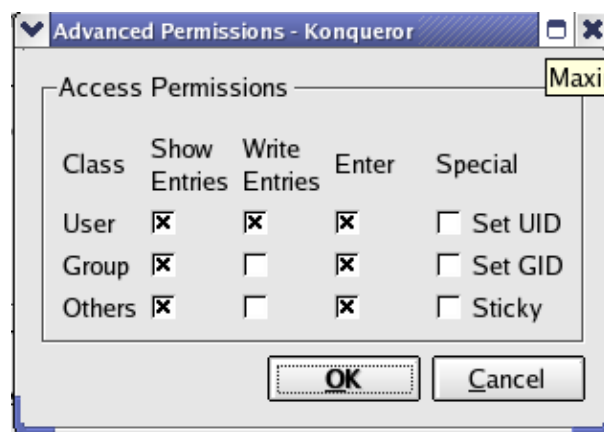 Advanced Permissions - Konqueror
Maxi
Access Permissions
Class Show Entries Write Entries Enter Special
User Set UID
Group Set GID
Others Sticky
OK Cancel